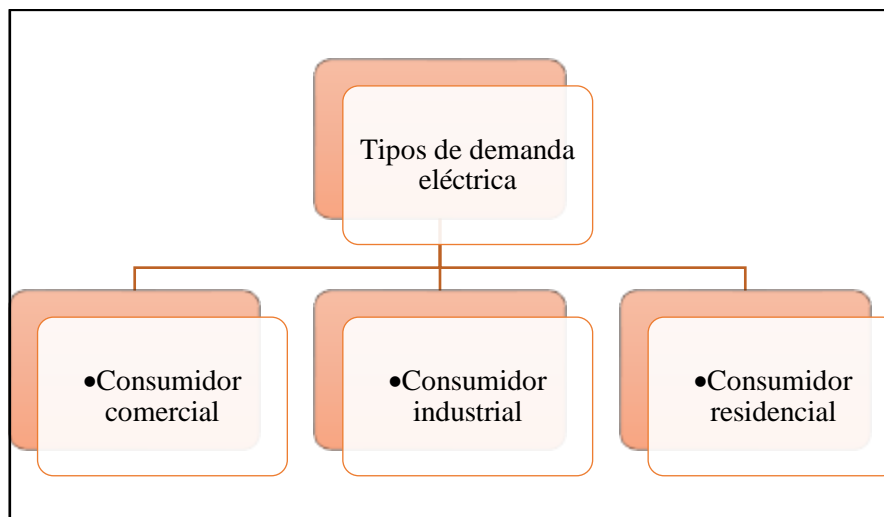 Tipos de demanda
eléctrica
•Consumidor
comercial
•Consumidor
industrial
•Consumidor
residencial